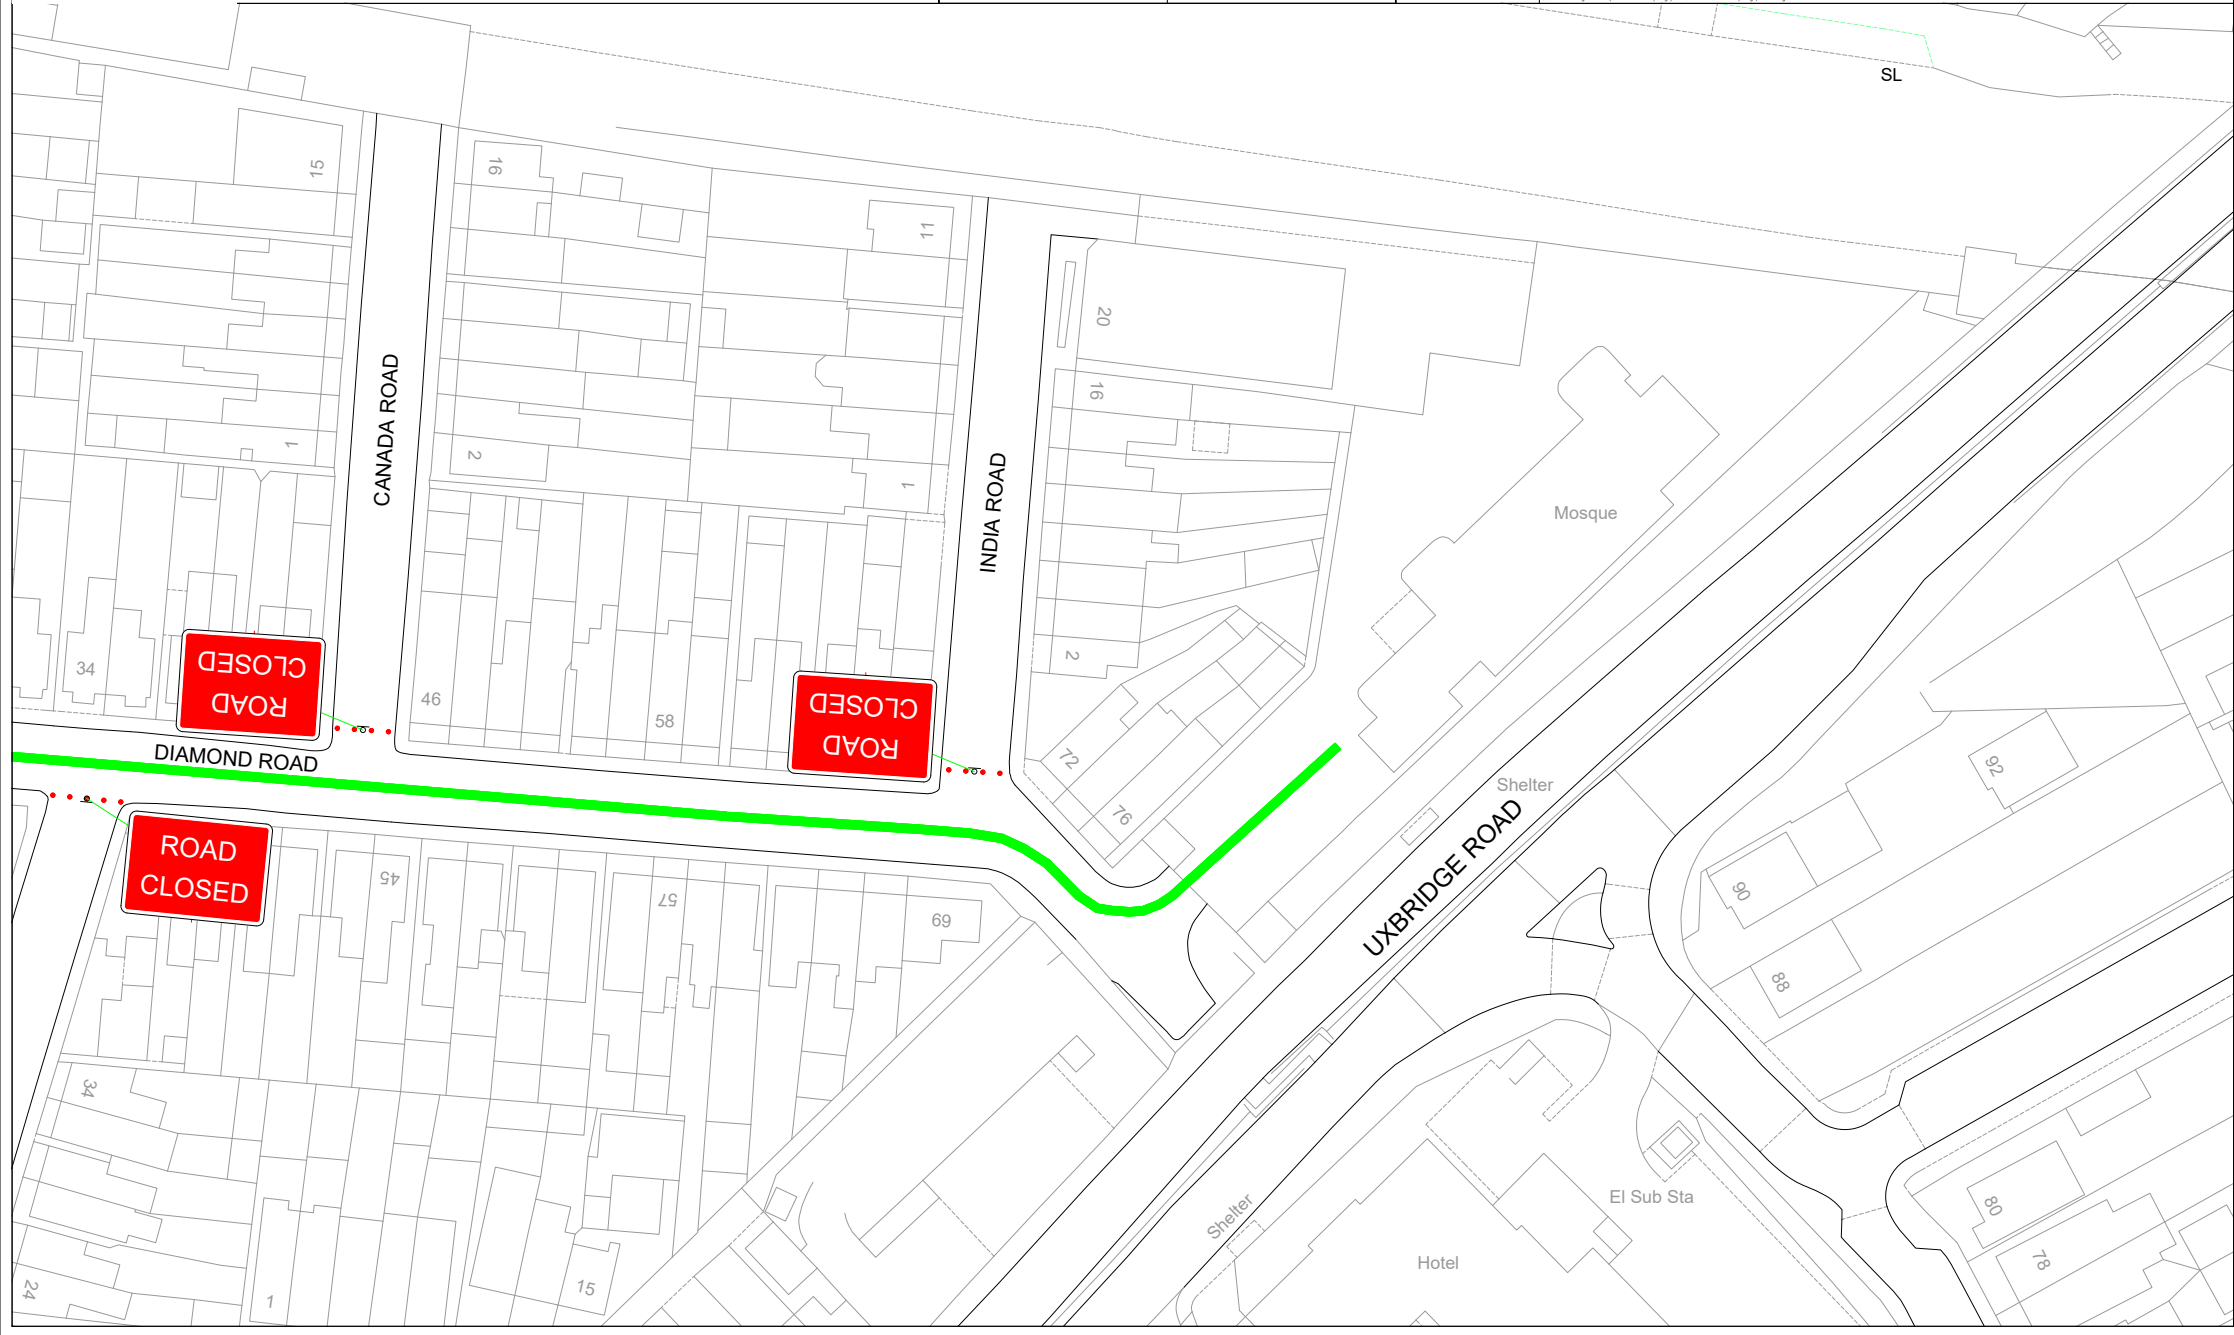 SL
15
16
11
20
16
CANADA ROAD
1
2
1
INDIA ROAD
Mosque
CLOSED
ROAD
34
46
58
CLOSED
ROAD
2
72
76
DIAMOND ROAD
Shelter
UXBRIDGE ROAD
92
90
88
ROAD
CLOSED
45
57
69
34
24
1
15
Shelter
Hotel
El Sub Sta
80
78